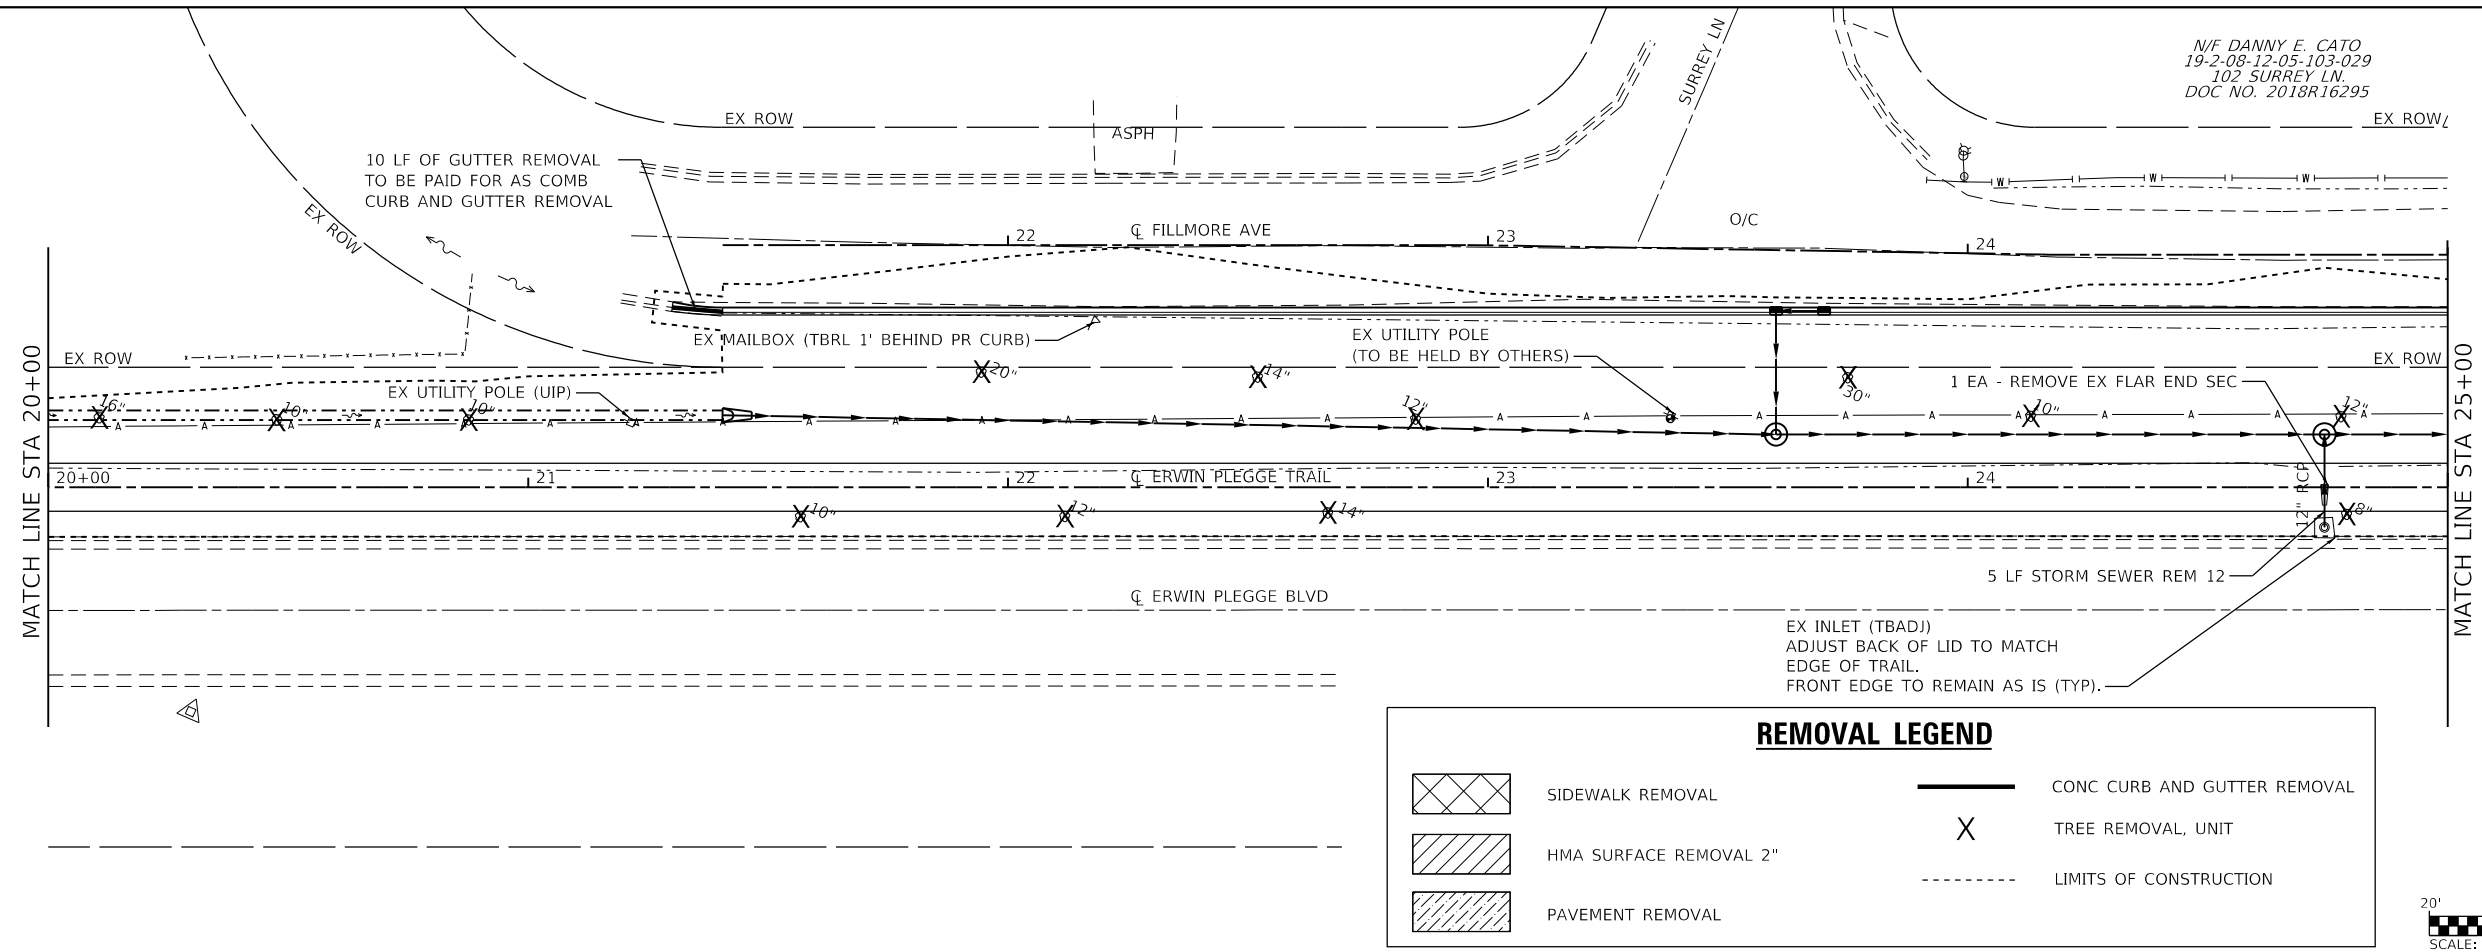 N/F DANNY E. CATO
19-2-08-12-05-103-029
102 SURREY LN.
DOC NO. 2018R16295
SURREY LN
EX ROW
EX ROW
ASPH
10 LF OF GUTTER REMOVAL
TO BE PAID FOR AS COMB
CURB AND GUTTER REMOVAL
EX ROW
W
W
W
O/C
22
℄ FILLMORE AVE
23
24
EX MAILBOX (TBRL 1' BEHIND PR CURB)
EX UTILITY POLE
(TO BE HELD BY OTHERS)
EX ROW
EX ROW
20"
14"
30"
1 EA - REMOVE EX FLAR END SEC
EX UTILITY POLE (UIP)
16"
10"
10"
12"
10"
12"
A A A A A A A A A A A A A A A A A A A A A A A A A A A
MATCH LINE STA 20+00
MATCH LINE STA 25+00
20+00
21
22
℄ ERWIN PLEGGE TRAIL
23
24
12" RCP
10"
12"
14"
8"
5 LF STORM SEWER REM 12
℄ ERWIN PLEGGE BLVD
EX INLET (TBADJ)
ADJUST BACK OF LID TO MATCH
EDGE OF TRAIL.
FRONT EDGE TO REMAIN AS IS (TYP).
REMOVAL LEGEND
SIDEWALK REMOVAL
CONC CURB AND GUTTER REMOVAL
TREE REMOVAL, UNIT
HMA SURFACE REMOVAL 2"
LIMITS OF CONSTRUCTION
PAVEMENT REMOVAL
20'
SCALE: